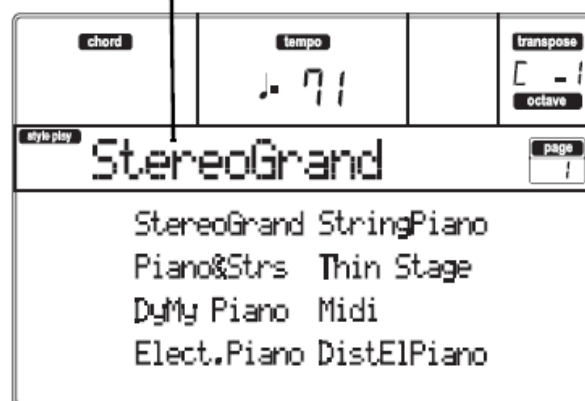 chord tempo transpose
♩= 71 C -1
octave
style play StereoGrand page
1
StereoGrand StringPiano
Piano&Strs Thin Stage
DyMy Piano Midi
Elect.Piano DistElPiano